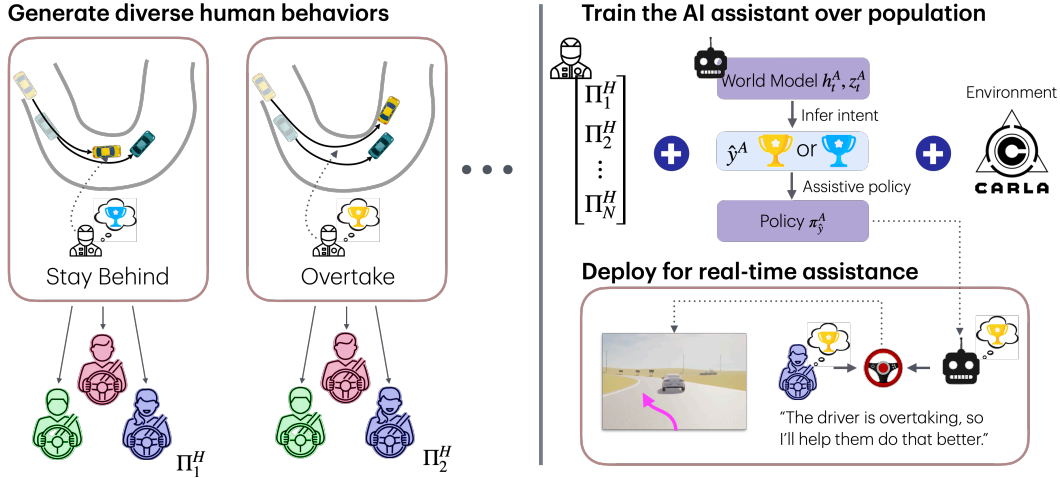 Generate diverse human behaviors
Stay Behind
Overtake
Π₁ᴴ
Π₂ᴴ
Train the AI assistant over population
Π₁ᴴ
Π₂ᴴ
⋮
Π_Nᴴ
World Model hₜᴬ, zₜᴬ
Infer intent
ŷᴬ or
Assistive policy
Policy π_ŷᴬ
Environment
CARLA
Deploy for real-time assistance
“The driver is overtaking, so
I’ll help them do that better.”